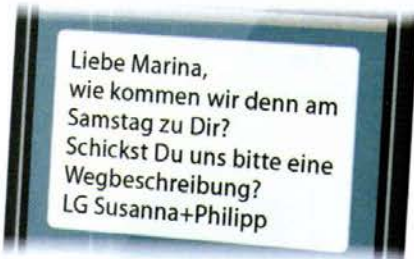 Liebe Marina,
wie kommen wir denn am
Samstag zu Dir?
Schickst Du uns bitte eine
Wegbeschreibung?
LG Susanna+Philipp